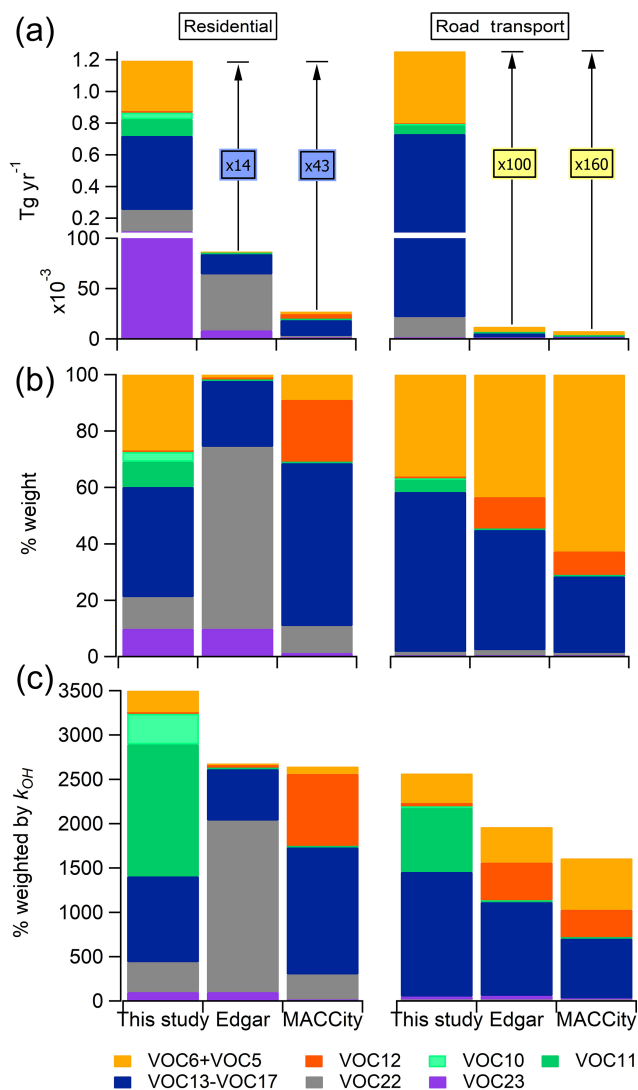 (a) Residential Road transport
1.2
1.0
0.8
0.6
0.4
0.2
Tg yr⁻¹
x14 x43 x100 x160
100
50
0
x10⁻³
(b)
100
80
60
40
20
0
% weight
(c)
3500
3000
2500
2000
1500
1000
500
0
% weighted by kOH
This study Edgar MACCity This study Edgar MACCity
VOC6+VOC5 VOC12 VOC10 VOC11
VOC13-VOC17 VOC22 VOC23